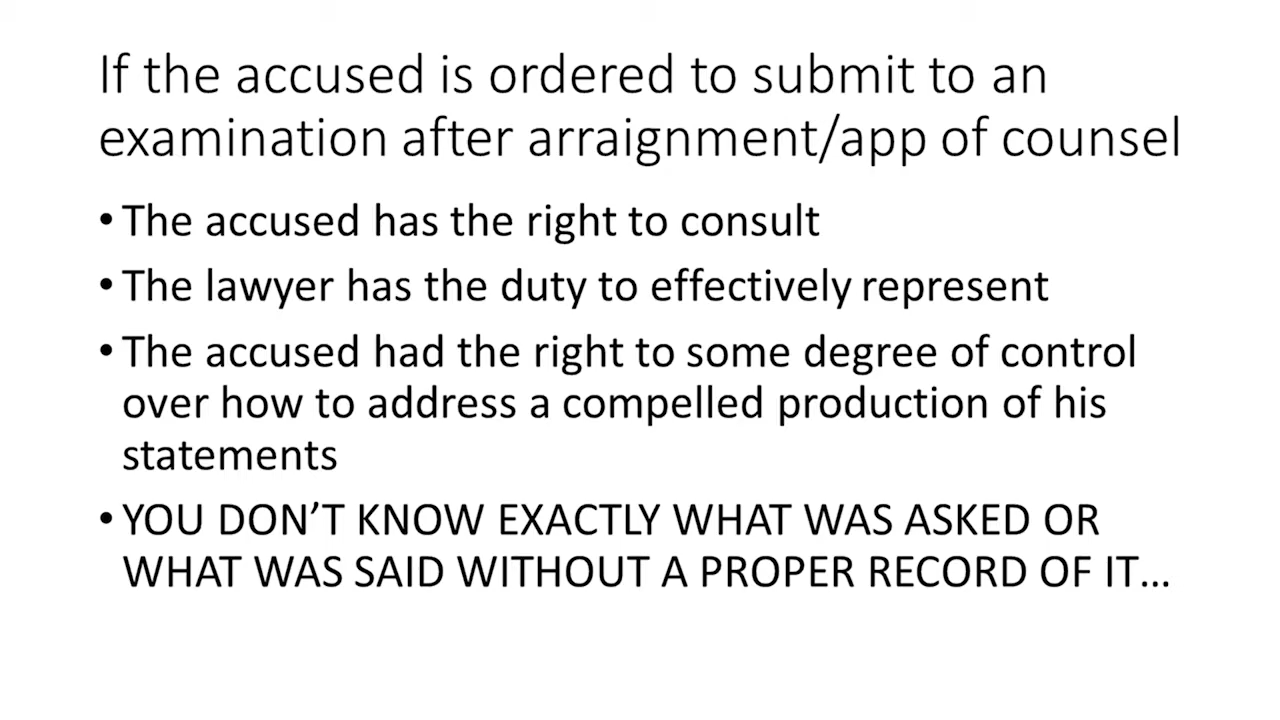 If the accused is ordered to submit to an
examination after arraignment/app of counsel
• The accused has the right to consult
• The lawyer has the duty to effectively represent
• The accused had the right to some degree of control
over how to address a compelled production of his
statements
• YOU DON’T KNOW EXACTLY WHAT WAS ASKED OR
WHAT WAS SAID WITHOUT A PROPER RECORD OF IT…